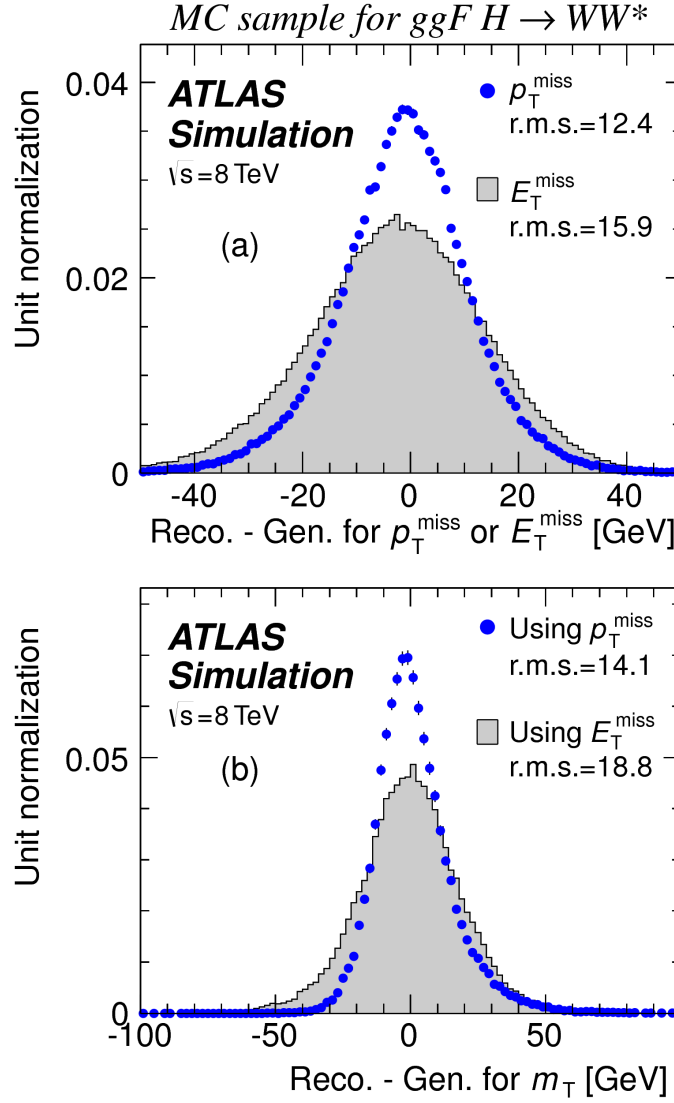 MC sample for ggF H → WW*
0.04
0.02
0
Unit normalization
ATLAS
Simulation
√s = 8 TeV
(a)
p_T^miss
r.m.s.=12.4
E_T^miss
r.m.s.=15.9
-40 -20 0 20 40
Reco. - Gen. for p_T^miss or E_T^miss [GeV]
0.05
0
Unit normalization
ATLAS
Simulation
√s = 8 TeV
(b)
Using p_T^miss
r.m.s.=14.1
Using E_T^miss
r.m.s.=18.8
-100 -50 0 50
Reco. - Gen. for m_T [GeV]